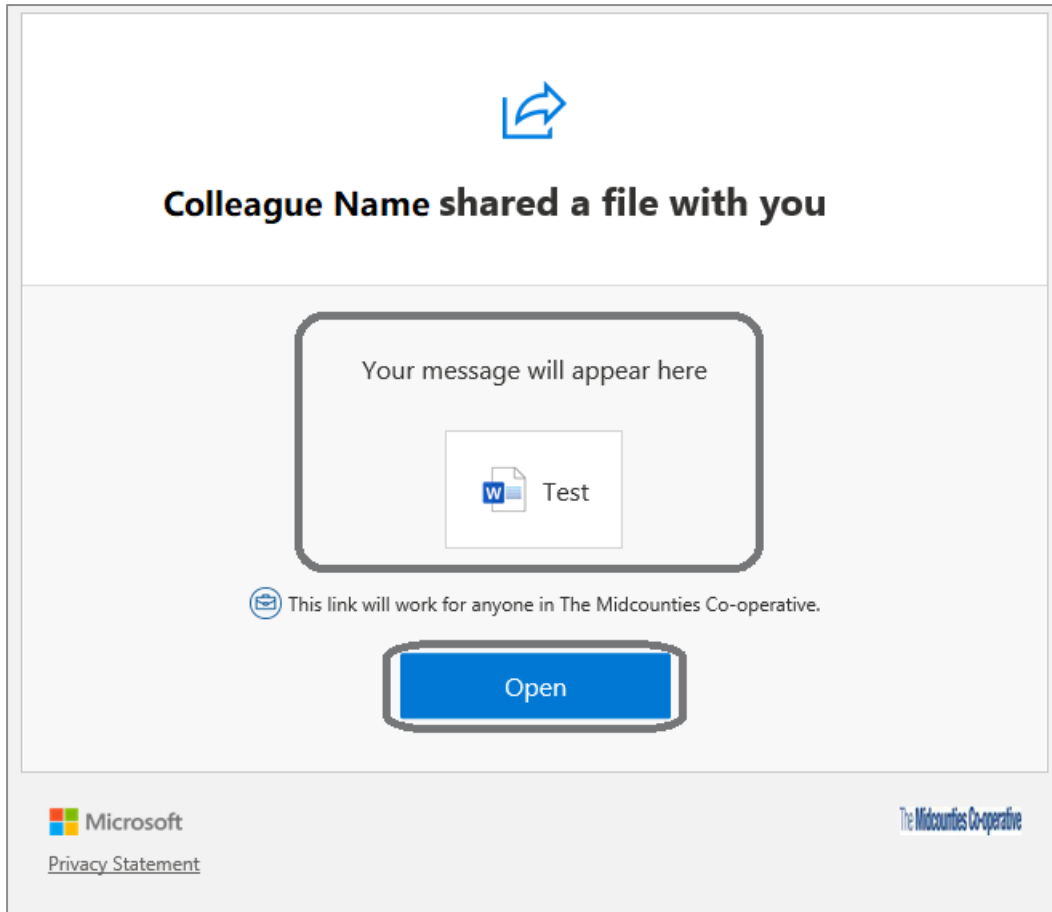 Colleague Name shared a file with you
Your message will appear here
W Test
This link will work for anyone in The Midcounties Co-operative.
Open
Microsoft
The Midcounties Co-operative
Privacy Statement